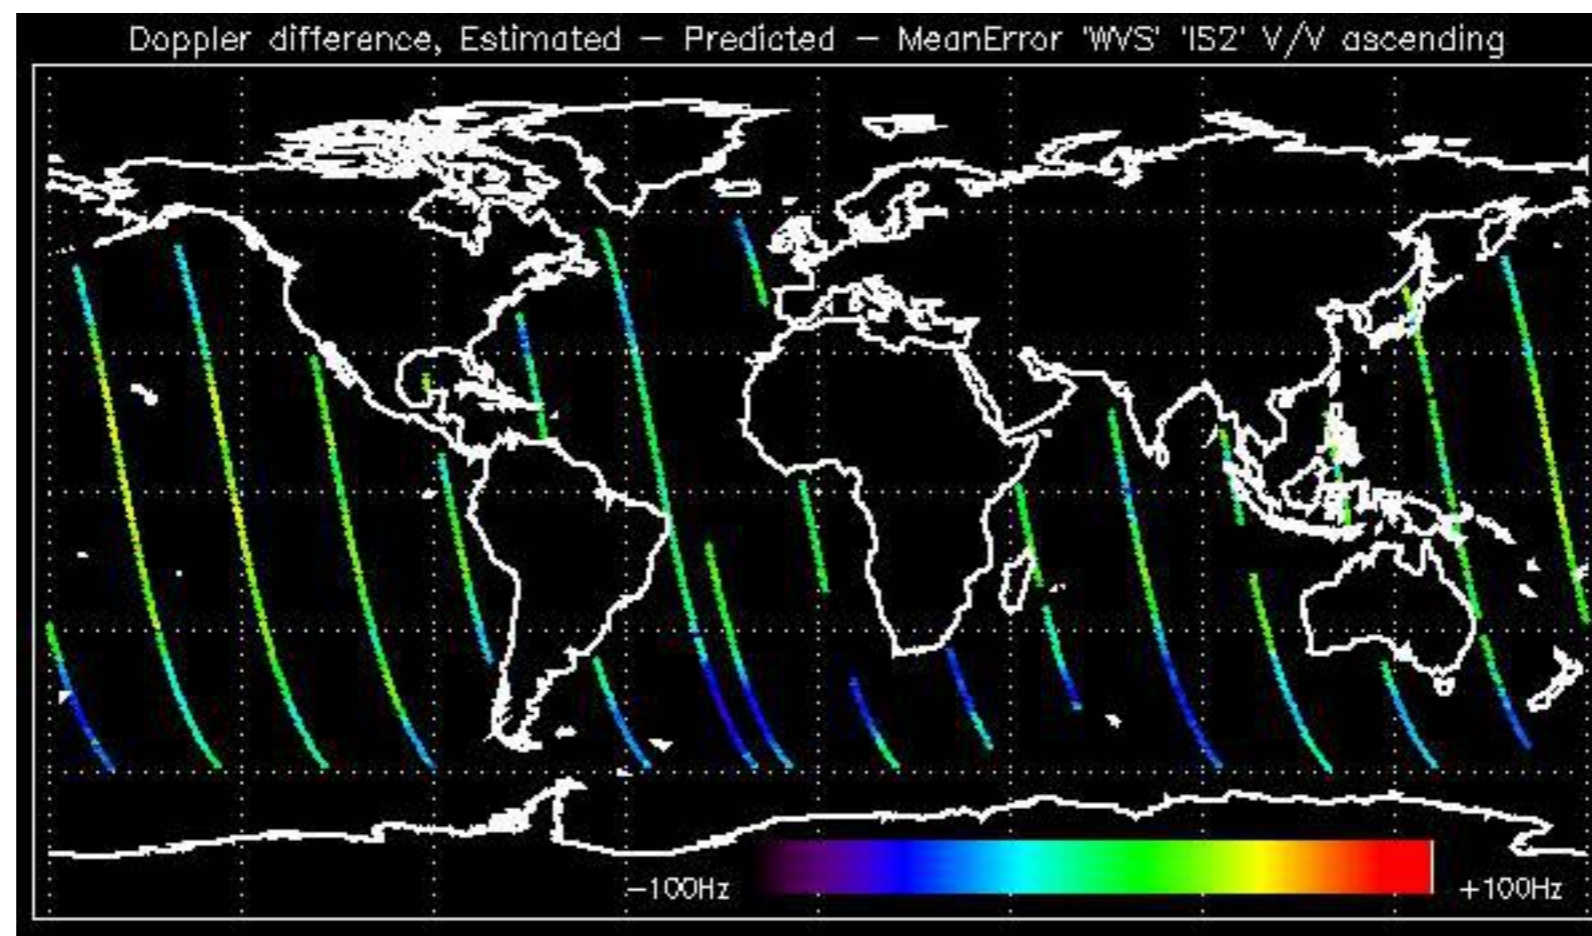 Doppler difference, Estimated – Predicted – MeanError 'WVS' 'IS2' V/V ascending
–100Hz +100Hz